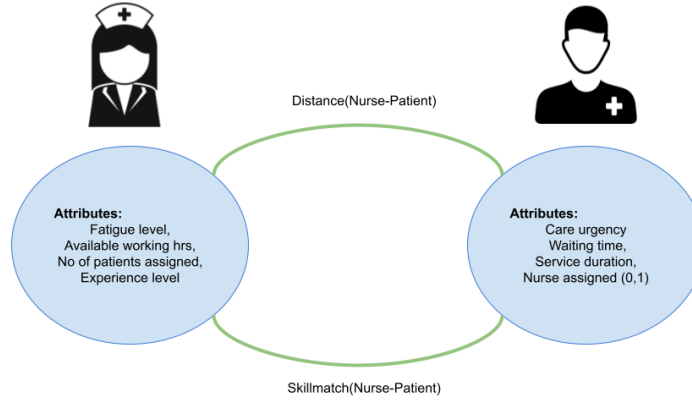 Distance(Nurse-Patient)
Attributes:
Fatigue level,
Available working hrs,
No of patients assigned,
Experience level
Attributes:
Care urgency
Waiting time,
Service duration,
Nurse assigned (0,1)
Skillmatch(Nurse-Patient)